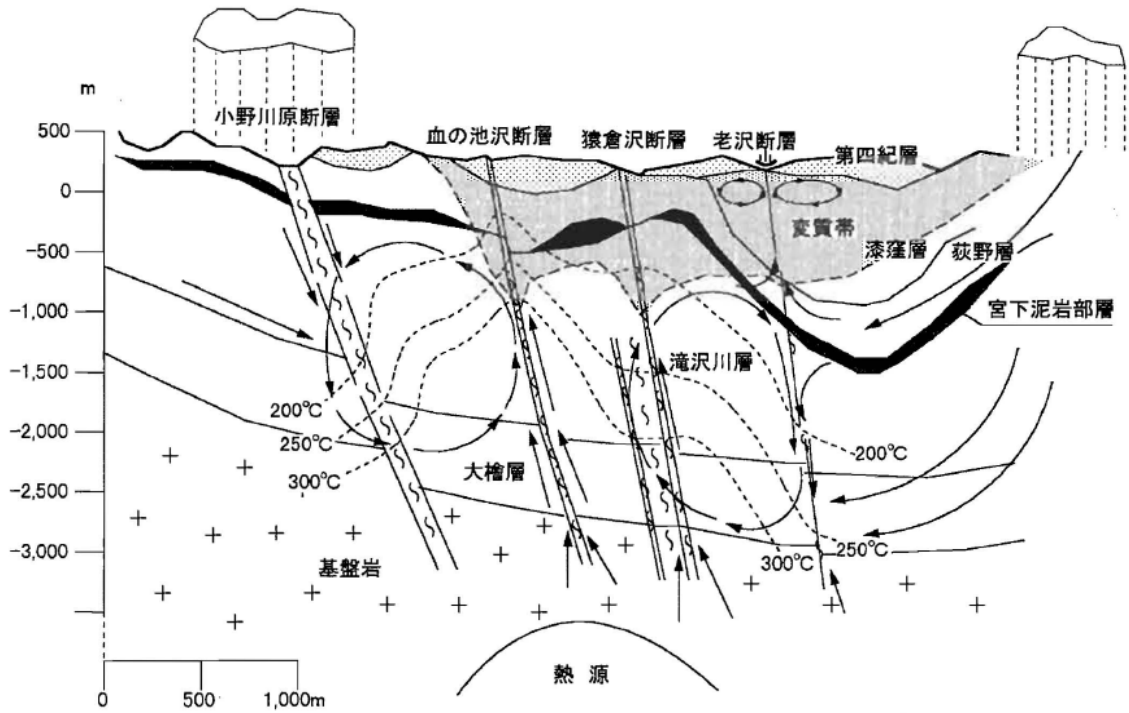 m
500
0
−500
−1,000
−1,500
−2,000
−2,500
−3,000
小野川原断層
血の池沢断層
猿倉沢断層
老沢断層
第四紀層
変質帯
漆窪層
荻野層
宮下泥岩部層
滝沢川層
200℃
250℃
300℃
200℃
250℃
300℃
大檜層
基盤岩
熱源
0
500
1,000m